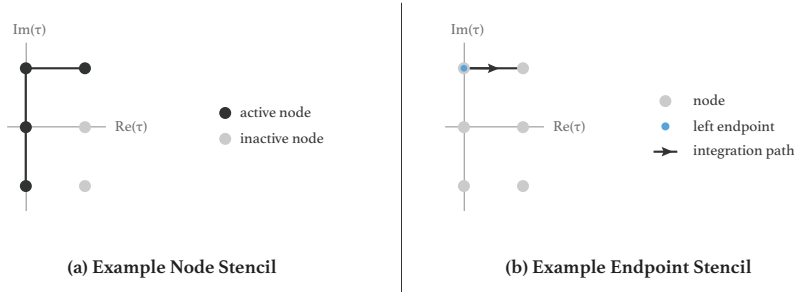 Im(τ)
Re(τ)
active node
inactive node
(a) Example Node Stencil
Im(τ)
Re(τ)
node
left endpoint
integration path
(b) Example Endpoint Stencil